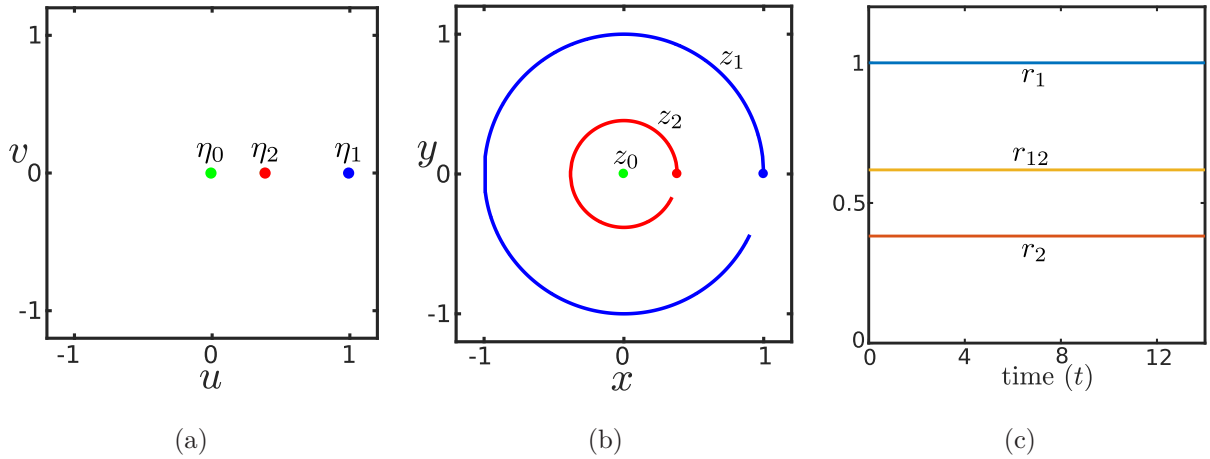 1
v
0
-1
η0 η2 η1
-1 0 1
u
(a)
1
y
0
-1
z1
z2
z0
-1 0 1
x
(b)
1
0.5
0
r1
r12
r2
0 4 8 12
time (t)
(c)